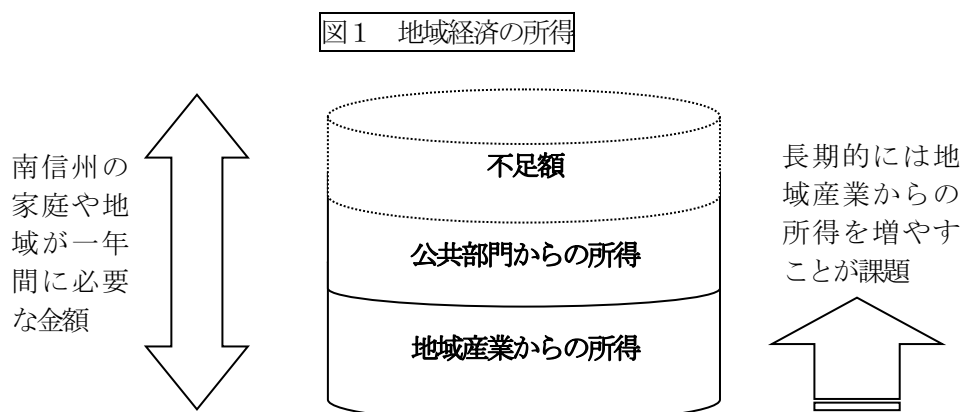 図1　地域経済の所得
南信州の
家庭や地
域が一年
間に必要
な金額
不足額
公共部門からの所得
地域産業からの所得
長期的には地
域産業からの
所得を増やす
ことが課題